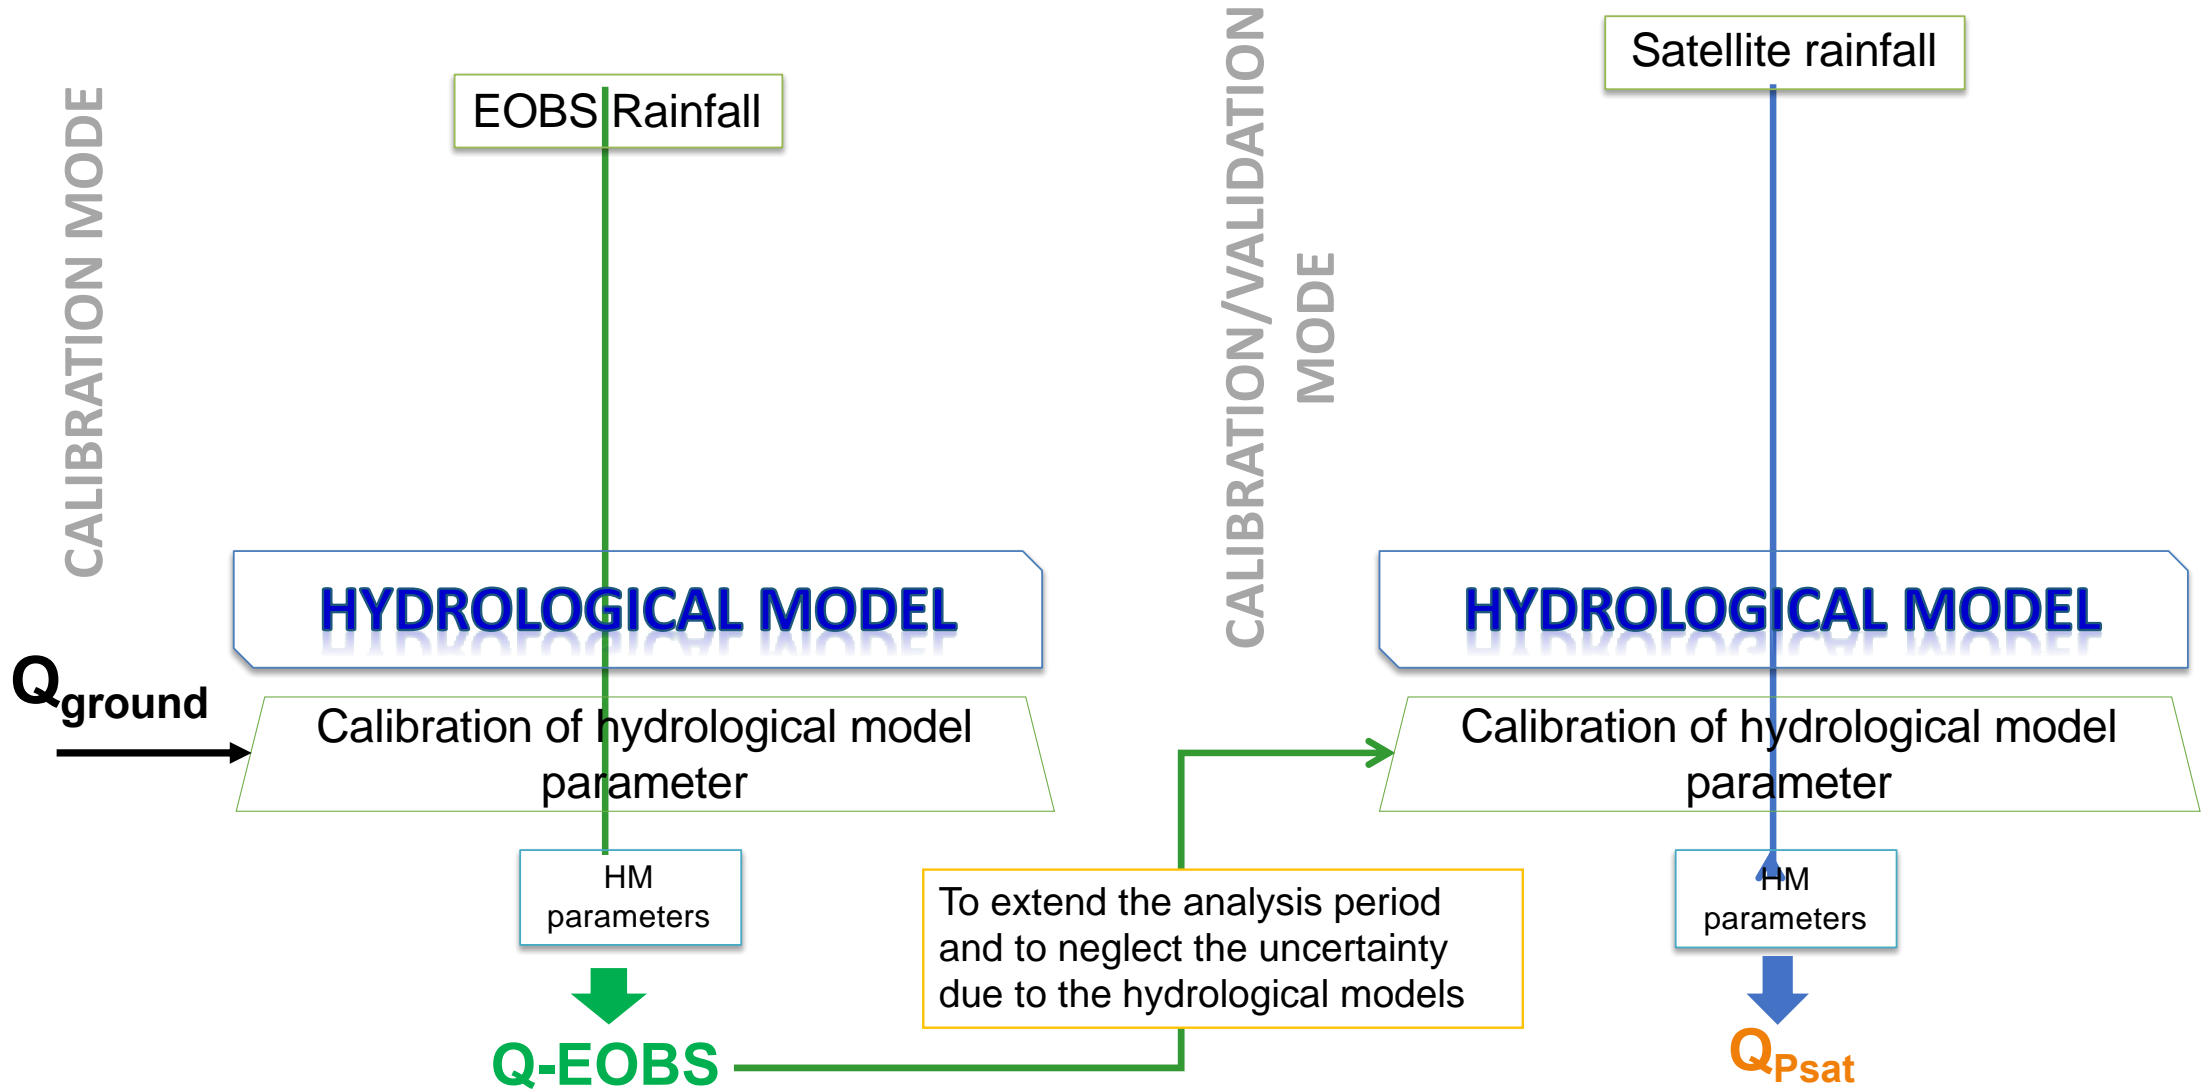 CALIBRATION MODE
EOBS Rainfall
HYDROLOGICAL MODEL
Qground
Calibration of hydrological model
parameter
HM
parameters
Q-EOBS
To extend the analysis period
and to neglect the uncertainty
due to the hydrological models
CALIBRATION/VALIDATION
MODE
Satellite rainfall
HYDROLOGICAL MODEL
Calibration of hydrological model
parameter
HM
parameters
QPsat